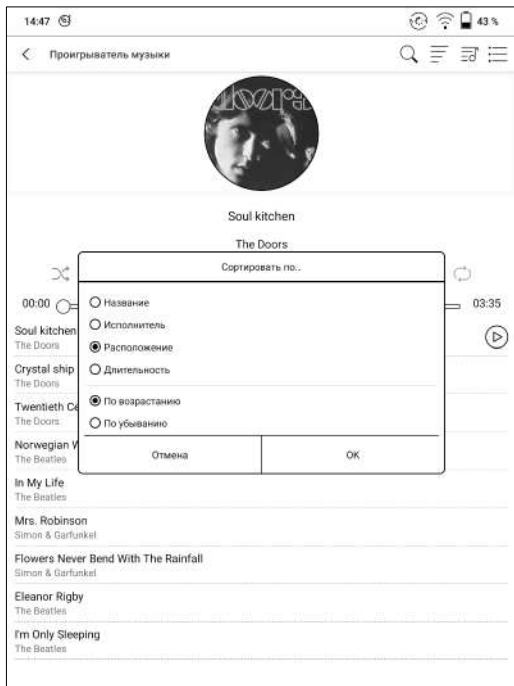 14:47
43 %
Проигрыватель музыки
DOORS
Soul kitchen
The Doors
Сортировать по..
00:00
03:35
Название
Исполнитель
Расположение
Длительность
По возрастанию
По убыванию
Отмена
OK
Soul kitchen
The Doors
Crystal ship
The Doors
Twentieth Ce
The Doors
Norwegian W
The Beatles
In My Life
The Beatles
Mrs. Robinson
Simon & Garfunkel
Flowers Never Bend With The Rainfall
Simon & Garfunkel
Eleanor Rigby
The Beatles
I'm Only Sleeping
The Beatles